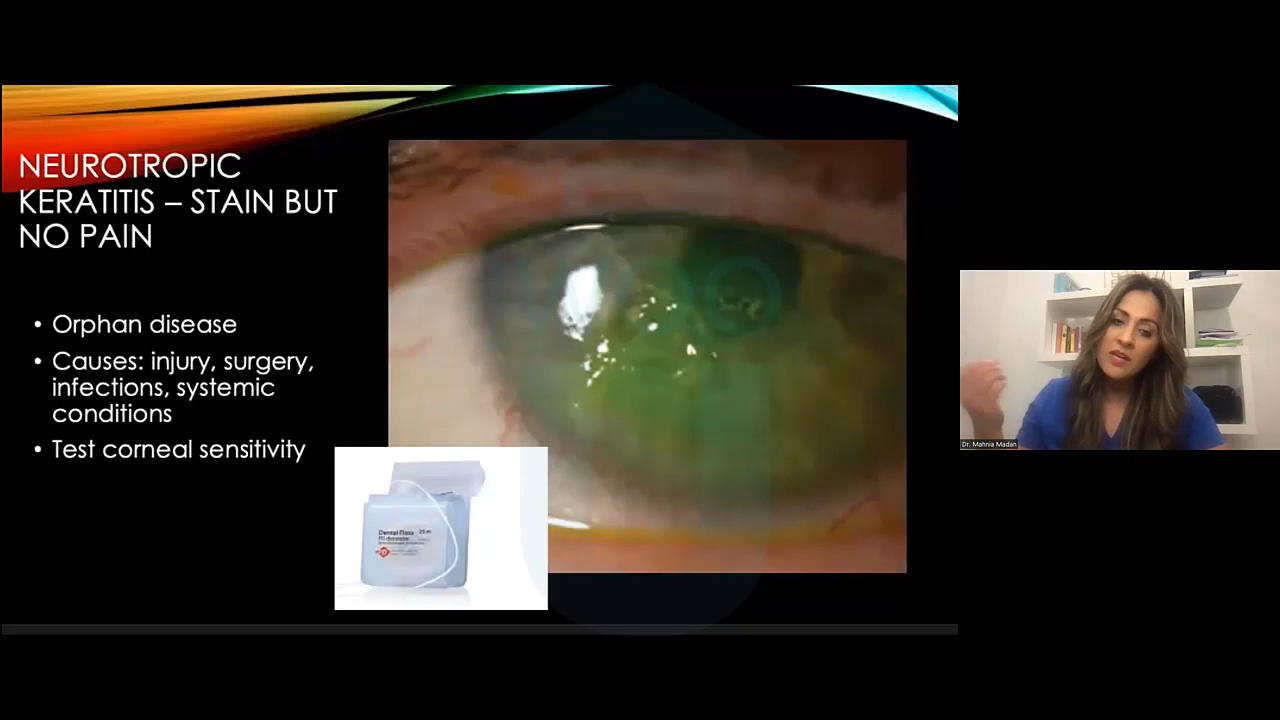 NEUROTROPIC
KERATITIS – STAIN BUT
NO PAIN
• Orphan disease
• Causes: injury, surgery,
infections, systemic
conditions
• Test corneal sensitivity
Dental Floss 25 m
Dr. Mahnia Madan